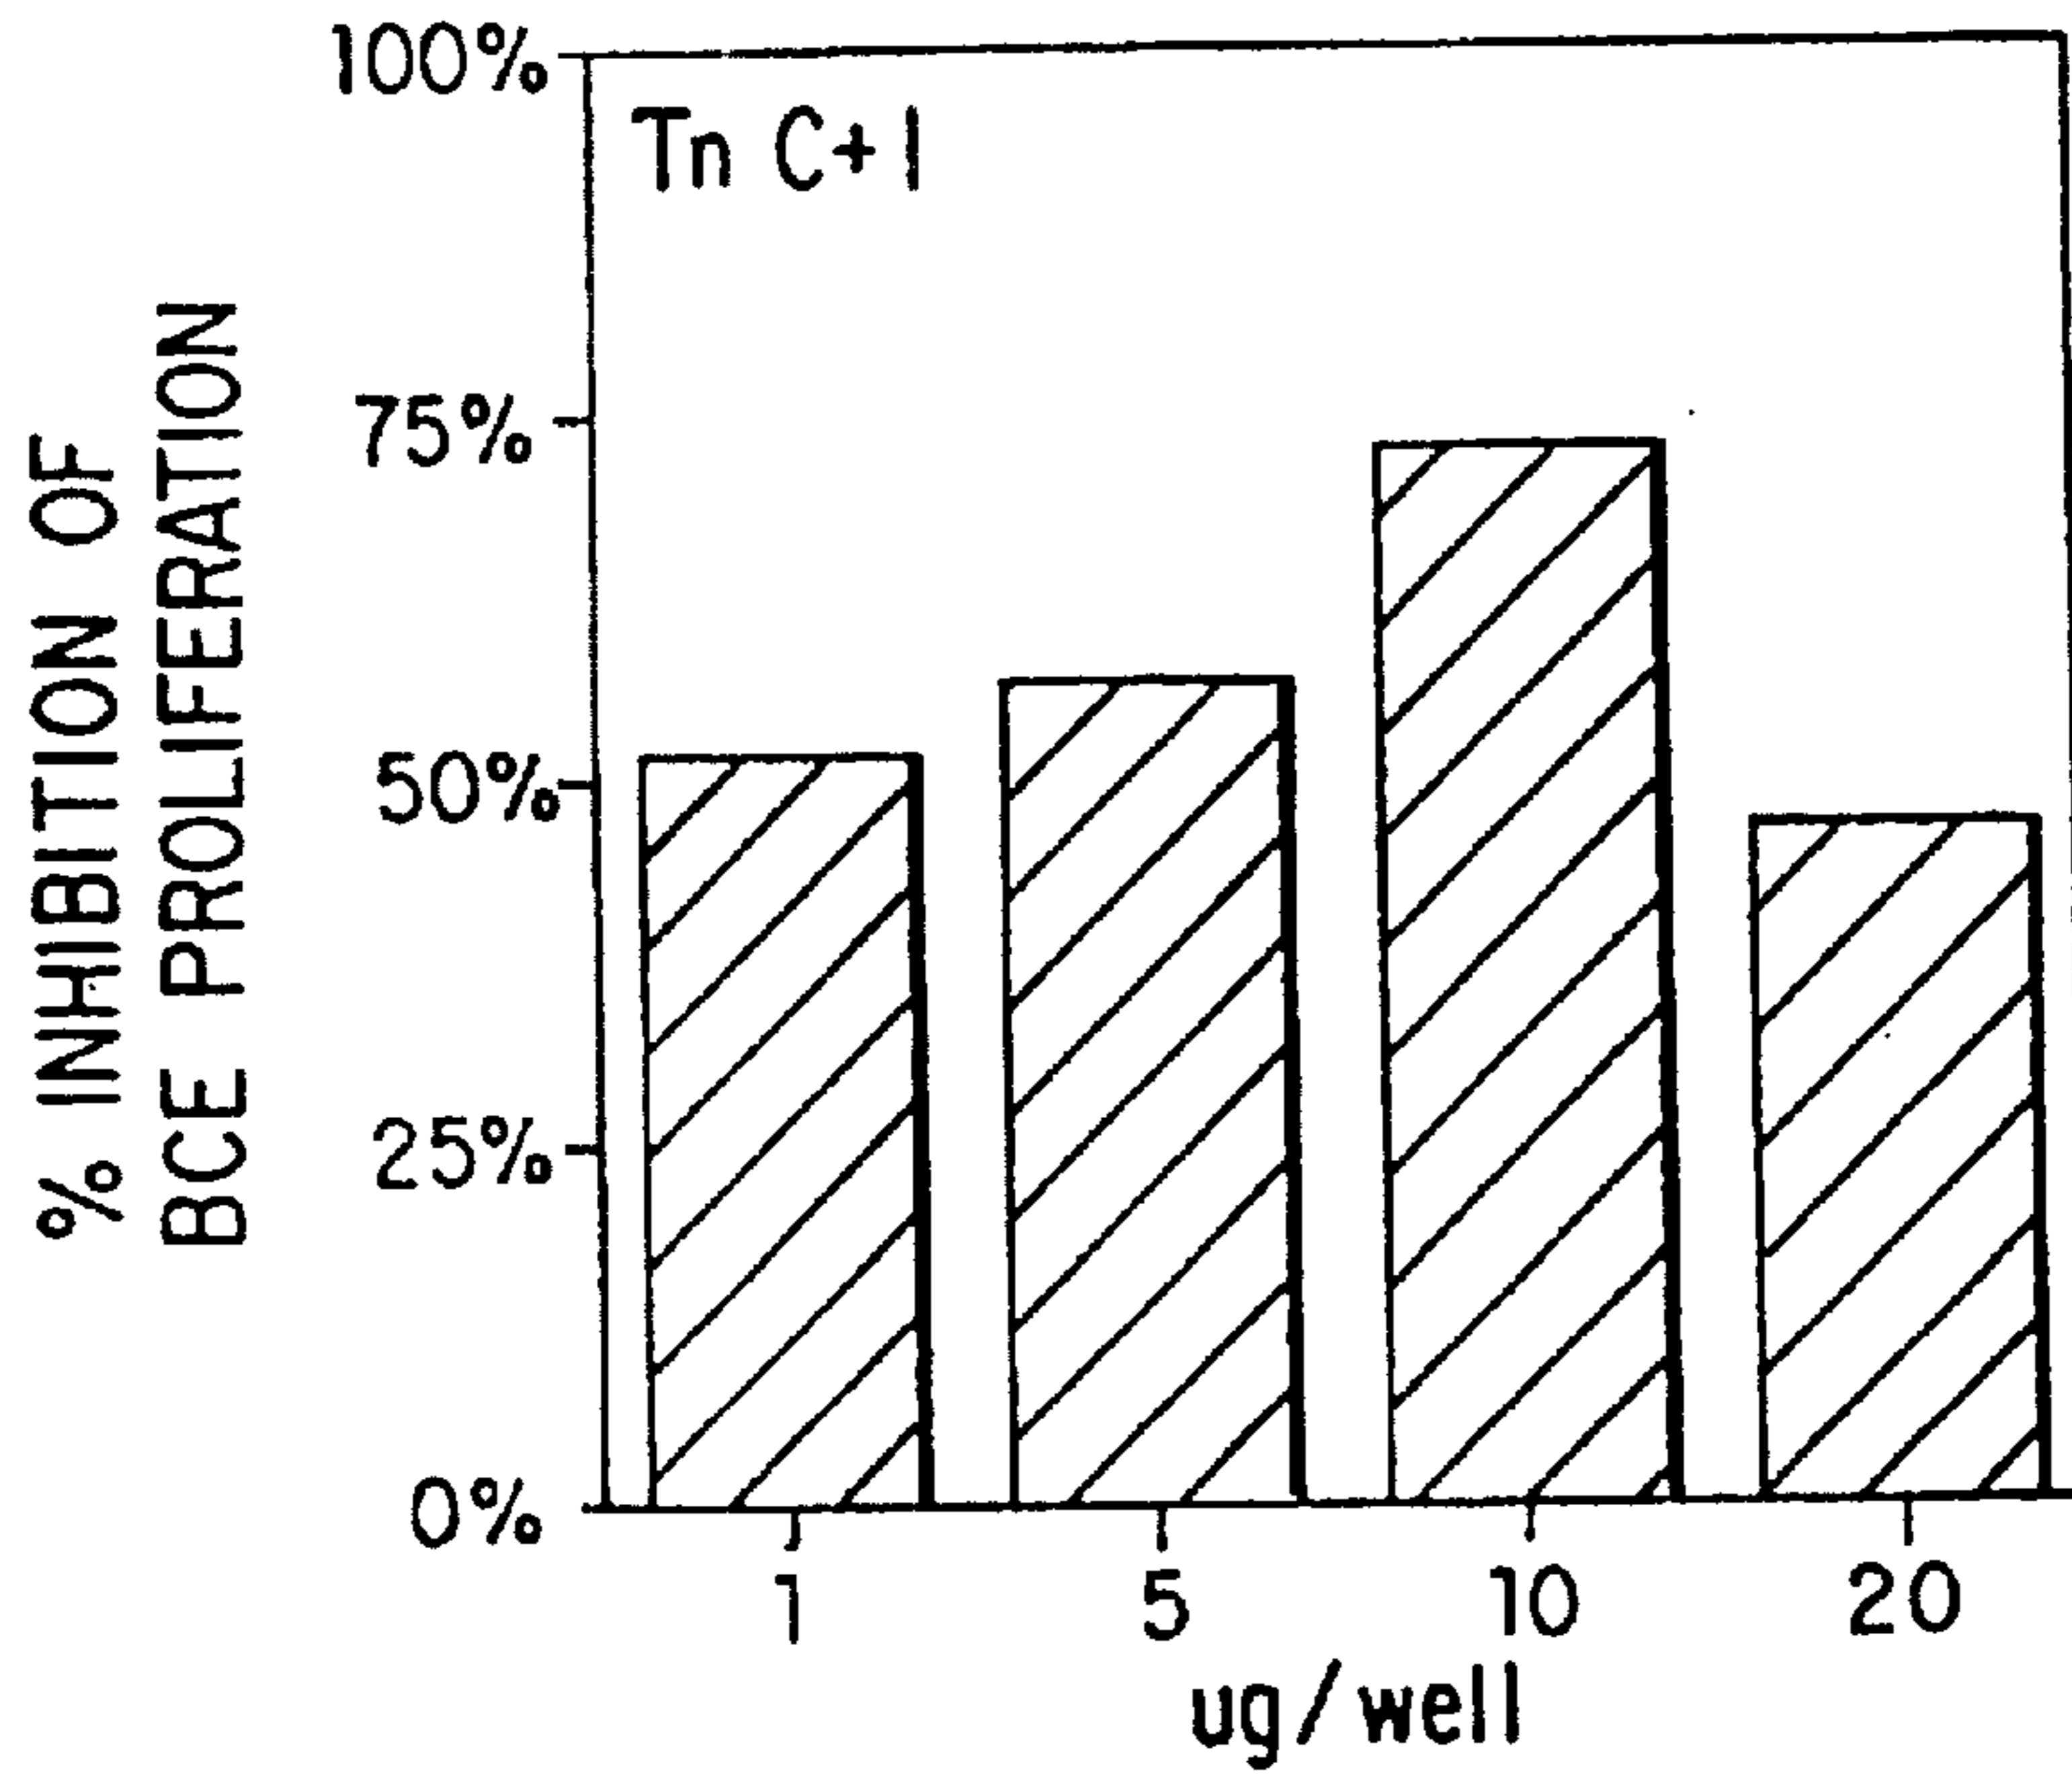 100%
Tn C+I
75%
50%
25%
0%
% INHIBITION OF
BCE PROLIFERATION
1 5 10 20
ug/well